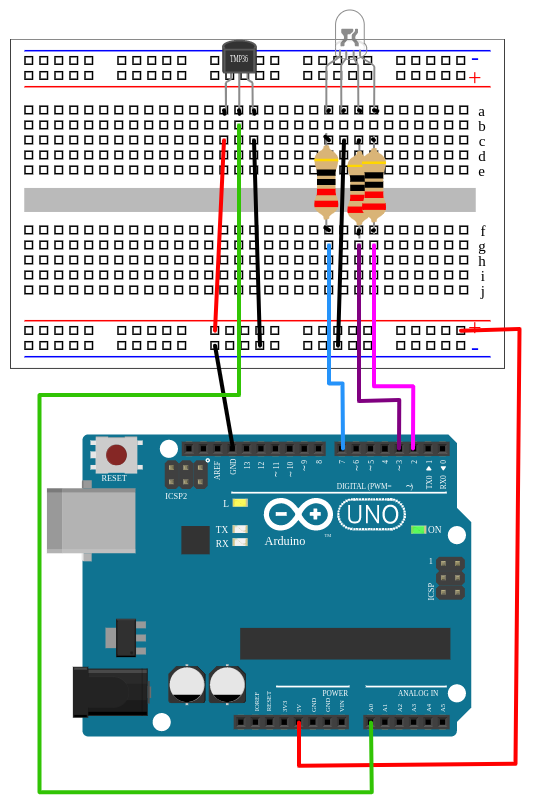 TMP36
-
+
a
b
c
d
e
f
g
h
i
j
+
-
RESET
ICSP2
AREF
GND
13
12
~11
~10
~9
8
7
~6
~5
4
~3
2
TX0 ▲ 1
RX0 ◀ 0
DIGITAL (PWM= ~)
L
TX
RX
UNO
ON
Arduino
™
1
ICSP
POWER
ANALOG IN
IOREF
RESET
3V3
5V
GND
GND
VIN
A0
A1
A2
A3
A4
A5